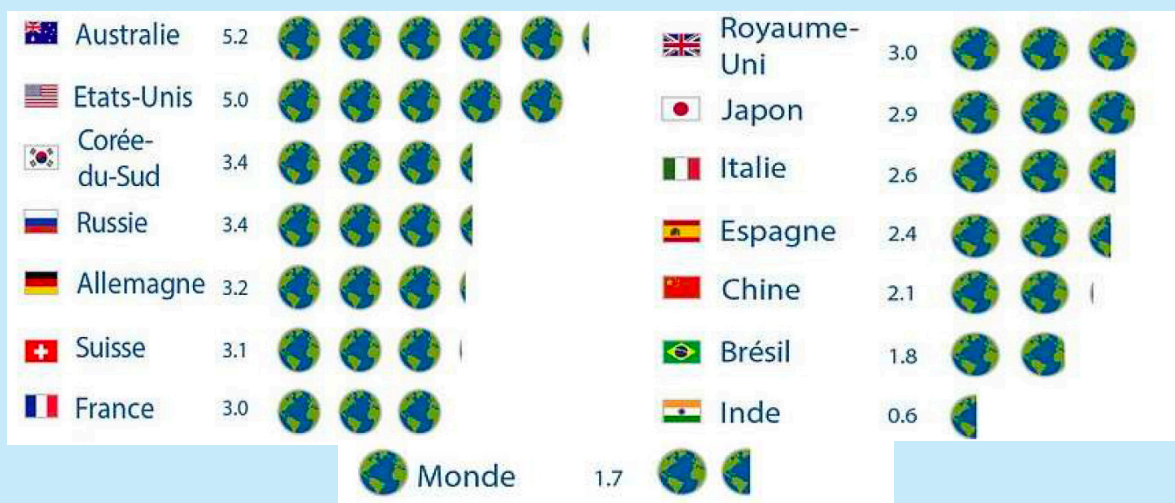 Australie 5.2
Etats-Unis 5.0
Corée-
du-Sud 3.4
Russie 3.4
Allemagne 3.2
Suisse 3.1
France 3.0
Royaume-
Uni 3.0
Japon 2.9
Italie 2.6
Espagne 2.4
Chine 2.1
Brésil 1.8
Inde 0.6
Monde 1.7